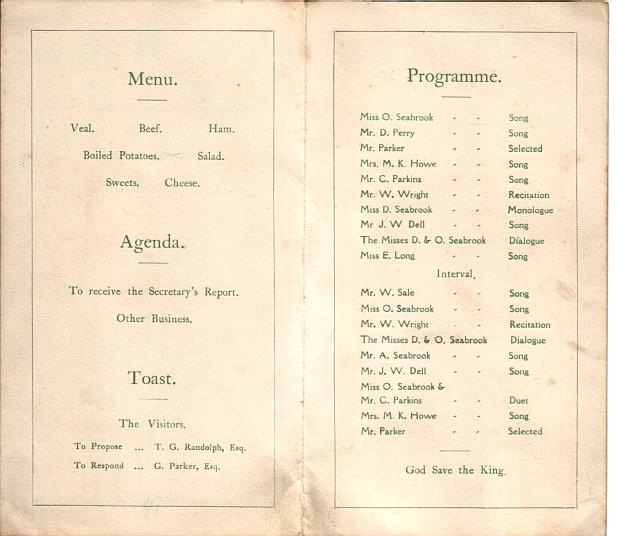 Menu.
Veal. Beef. Ham.
Boiled Potatoes. Salad.
Sweets. Cheese.
Agenda.
To receive the Secretary's Report.
Other Business.
Toast.
The Visitors.
To Propose ... T. G. Randolph, Esq.
To Respond ... G. Parker, Esq.
Programme.
Miss O. Seabrook - - Song
Mr. D. Perry - - Song
Mr. Parker - - Selected
Mrs. M. K. Howe - - Song
Mr. C. Parkins - - Song
Mr. W. Wright - - Recitation
Miss D. Seabrook - - Monologue
Mr J. W Dell - - Song
The Misses D. & O. Seabrook Dialogue
Miss E. Long - - Song
Interval.
Mr. W. Sale - - Song
Miss O. Seabrook - - Song
Mr. W. Wright - - Recitation
The Misses D. & O. Seabrook Dialogue
Mr. A. Seabrook - - Song
Mr. J. W. Dell - - Song
Miss O. Seabrook &
Mr. C. Parkins - - Duet
Mrs. M. K. Howe - - Song
Mr. Parker - - Selected
God Save the King.